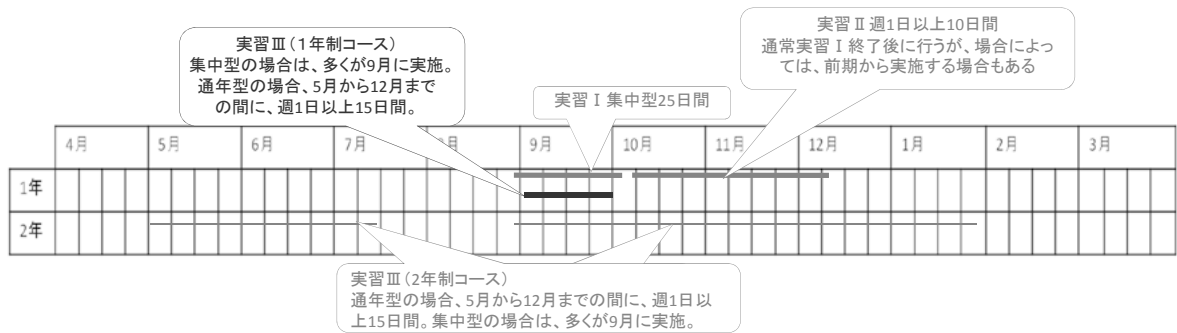 実習Ⅲ(1年制コース)
集中型の場合は、多くが9月に実施。
通年型の場合、5月から12月まで
の間に、週1日以上15日間。
実習Ⅱ週1日以上10日間
通常実習Ⅰ終了後に行うが、場合によっ
ては、前期から実施する場合もある
実習Ⅰ集中型25日間
4月 5月 6月 7月 月 9月 10月 11月 12月 1月 2月 3月
1年
2年
実習Ⅲ(2年制コース)
通年型の場合、5月から12月までの間に、週1日以
上15日間。集中型の場合は、多くが9月に実施。